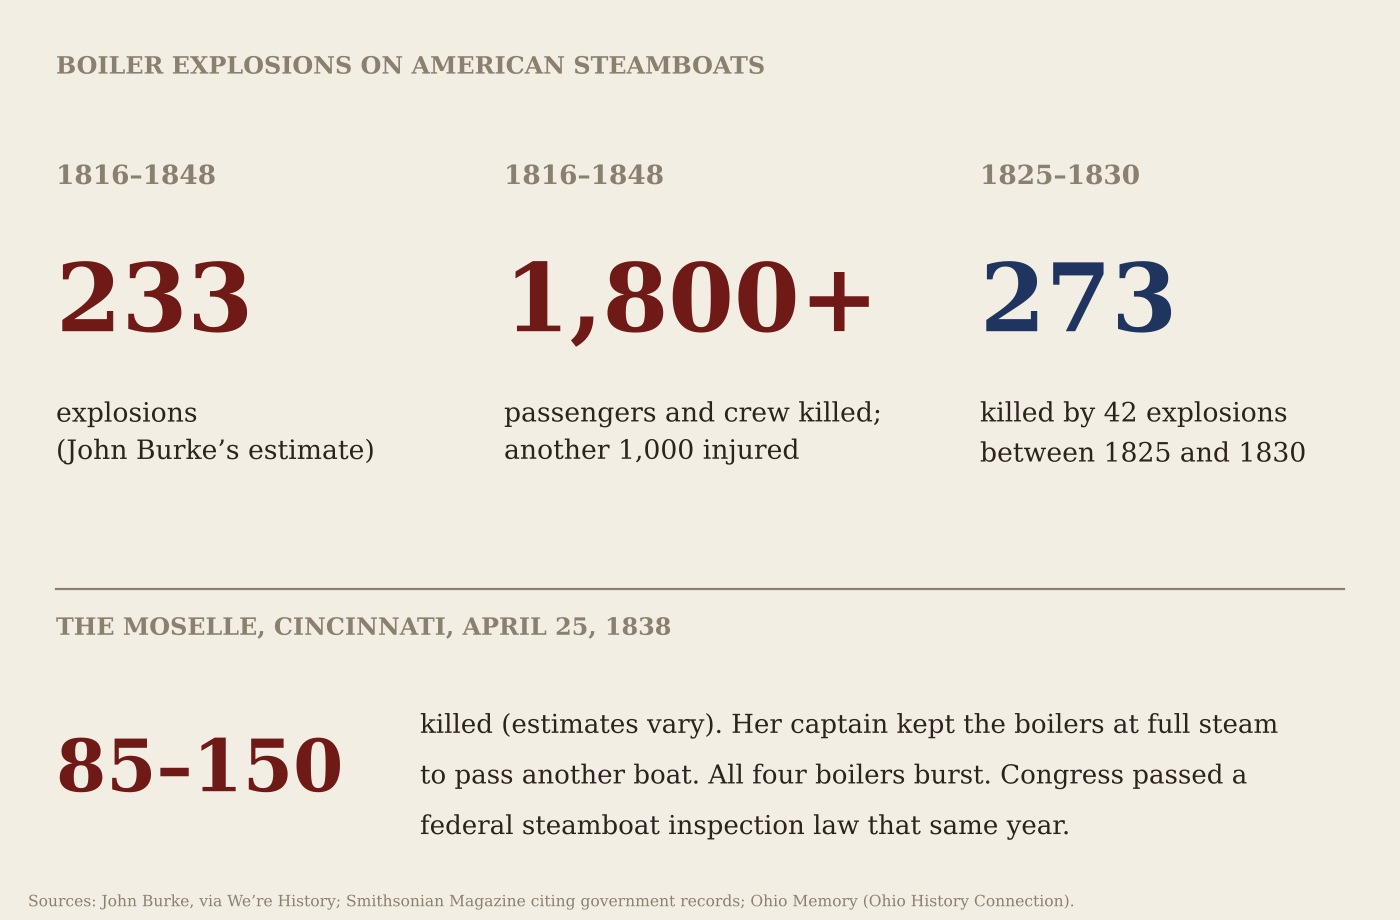 BOILER EXPLOSIONS ON AMERICAN STEAMBOATS
1816–1848
233
explosions
(John Burke’s estimate)
1816–1848
1,800+
passengers and crew killed;
another 1,000 injured
1825–1830
273
killed by 42 explosions
between 1825 and 1830
THE MOSELLE, CINCINNATI, APRIL 25, 1838
85–150
killed (estimates vary). Her captain kept the boilers at full steam
to pass another boat. All four boilers burst. Congress passed a
federal steamboat inspection law that same year.
Sources: John Burke, via We’re History; Smithsonian Magazine citing government records; Ohio Memory (Ohio History Connection).